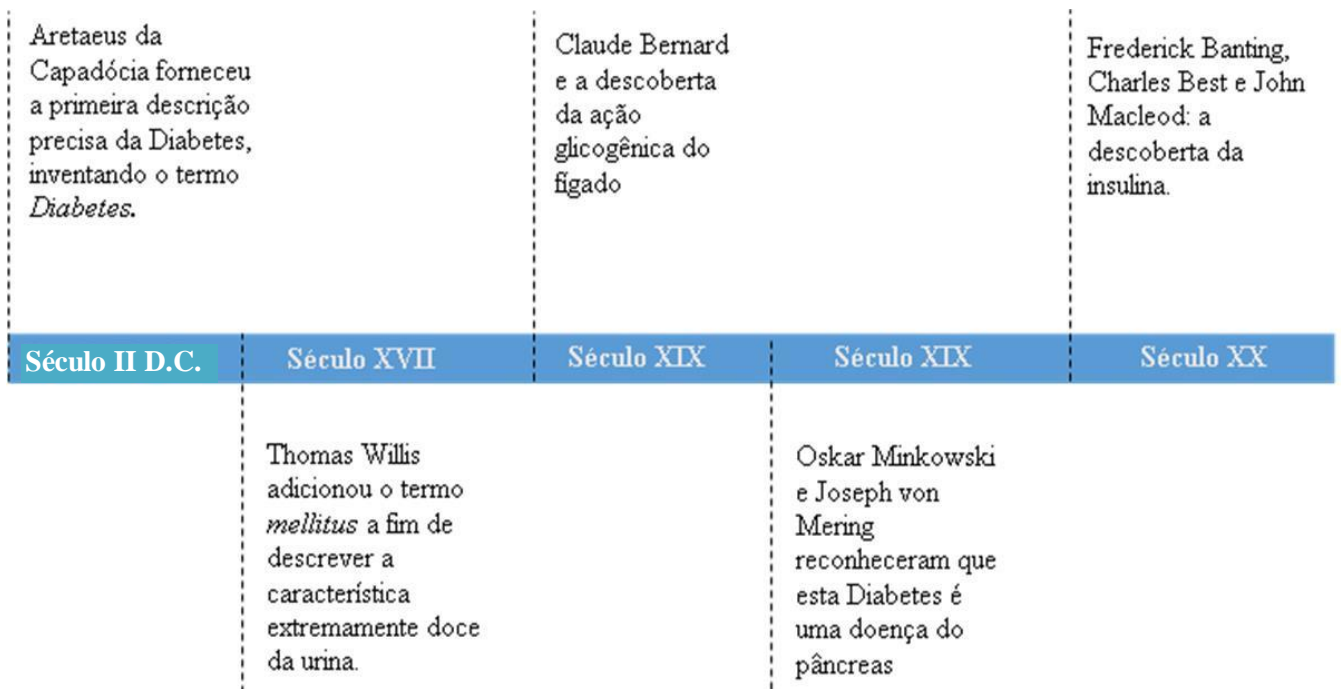 Aretaeus da
Capadócia forneceu
a primeira descrição
precisa da Diabetes,
inventando o termo
Diabetes.
Claude Bernard
e a descoberta
da ação
glicogênica do
fígado
Frederick Banting,
Charles Best e John
Macleod: a
descoberta da
insulina.
Século II D.C.
Século XVII
Século XIX
Século XIX
Século XX
Thomas Willis
adicionou o termo
mellitus a fim de
descrever a
característica
extremamente doce
da urina.
Oskar Minkowski
e Joseph von
Mering
reconheceram que
esta Diabetes é
uma doença do
pâncreas